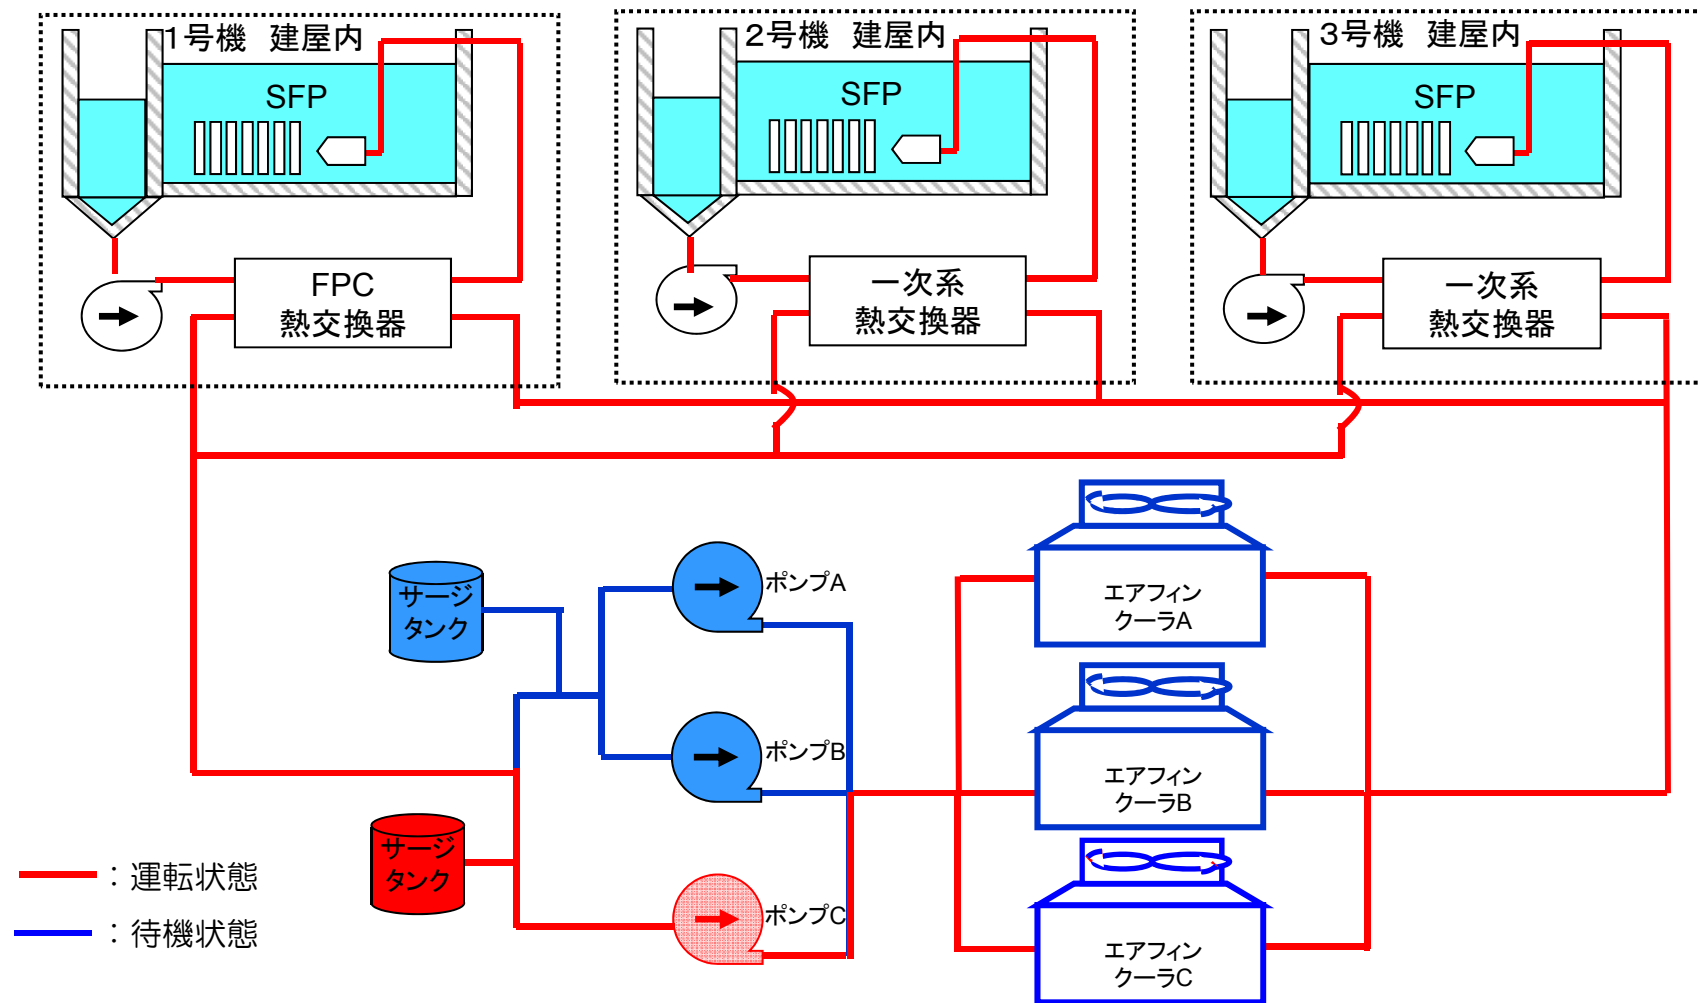 １号機　建屋内
SFP
FPC
熱交換器
２号機　建屋内
SFP
一次系
熱交換器
３号機　建屋内
SFP
一次系
熱交換器
サージ
タンク
ポンプA
ポンプB
サージ
タンク
ポンプC
エアフィン
クーラA
エアフィン
クーラB
エアフィン
クーラC
：運転状態
：待機状態